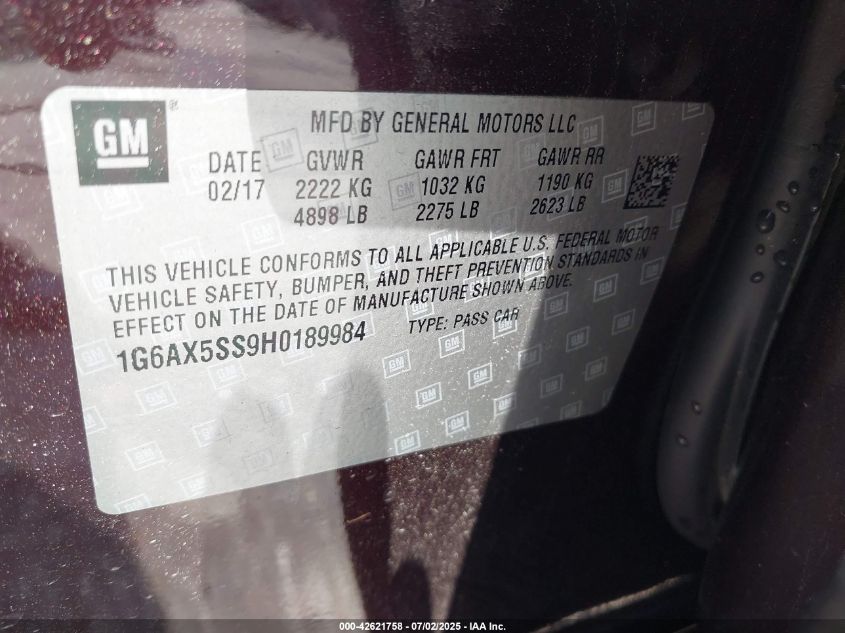 GM
MFD BY GENERAL MOTORS LLC
DATE GVWR GAWR FRT GAWR RR
02/17 2222 KG 1032 KG 1190 KG
4898 LB 2275 LB 2623 LB
THIS VEHICLE CONFORMS TO ALL APPLICABLE U.S. FEDERAL MOTOR
VEHICLE SAFETY, BUMPER, AND THEFT PREVENTION STANDARDS IN
EFFECT ON THE DATE OF MANUFACTURE SHOWN ABOVE.
1G6AX5SS9H0189984 TYPE: PASS CAR
000-42621758 - 07/02/2025 - IAA Inc.